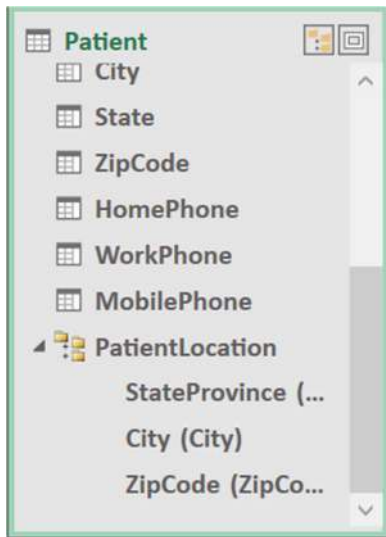 Patient
City
State
ZipCode
HomePhone
WorkPhone
MobilePhone
PatientLocation
StateProvince (...
City (City)
ZipCode (ZipCo...